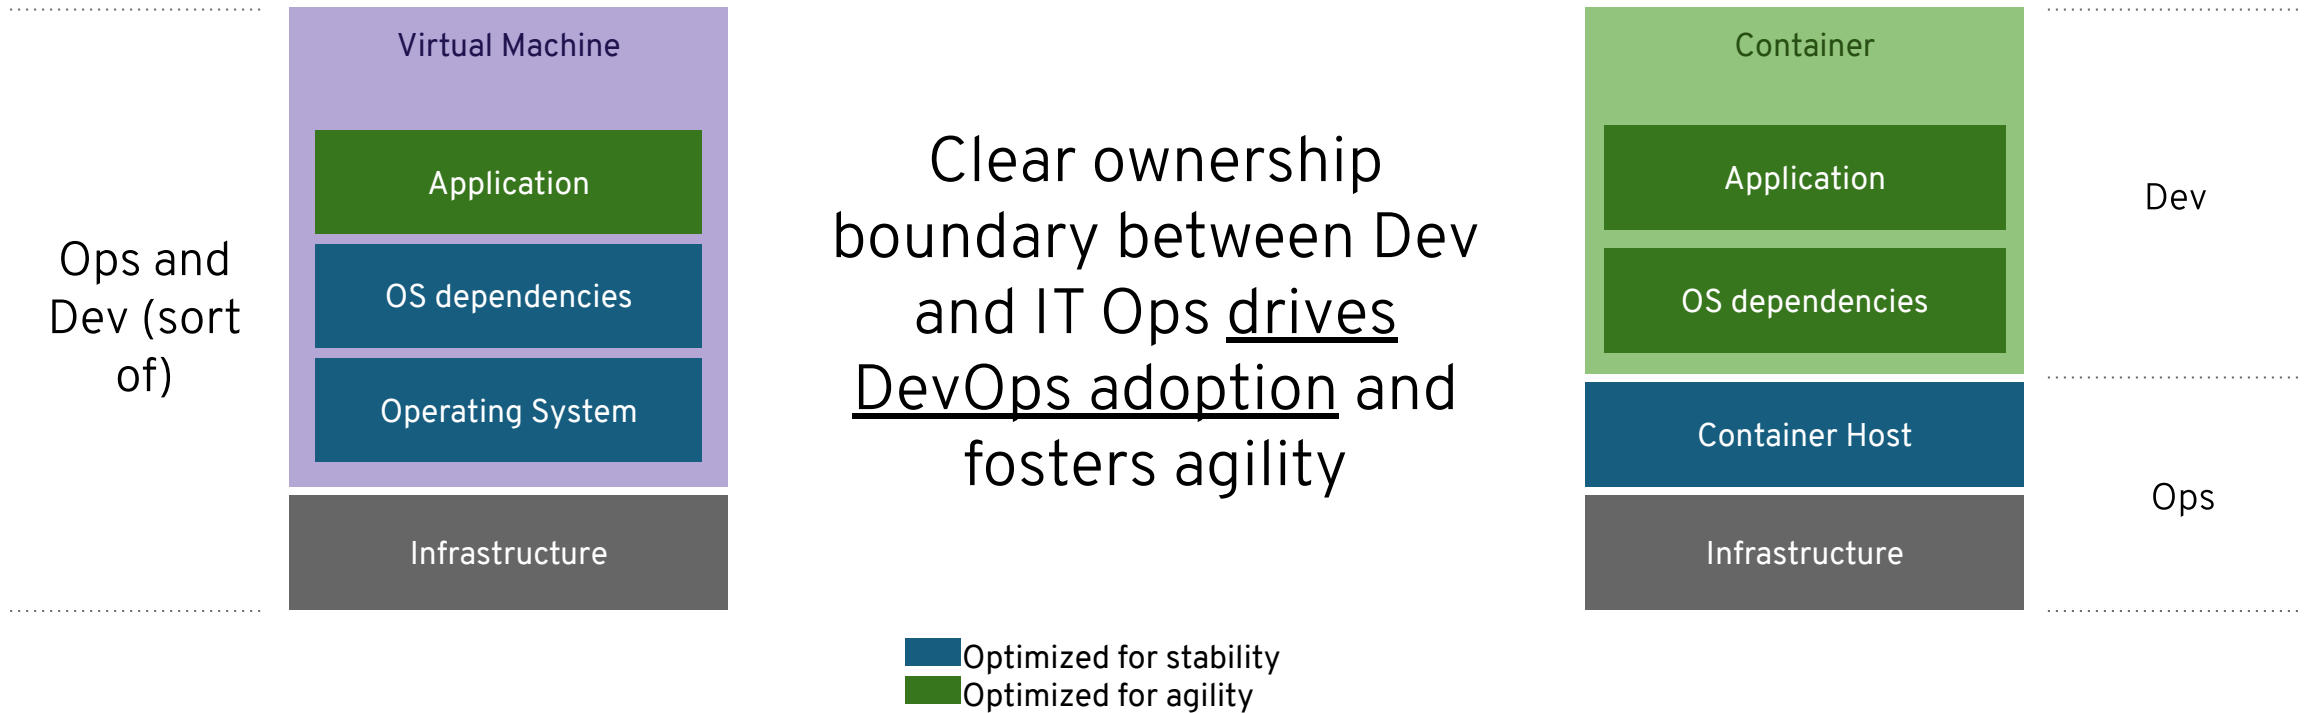 Ops and
Dev (sort
of)
Virtual Machine
Application
OS dependencies
Operating System
Infrastructure
Clear ownership
boundary between Dev
and IT Ops drives
DevOps adoption and
fosters agility
Container
Application
OS dependencies
Container Host
Infrastructure
Dev
Ops
Optimized for stability
Optimized for agility